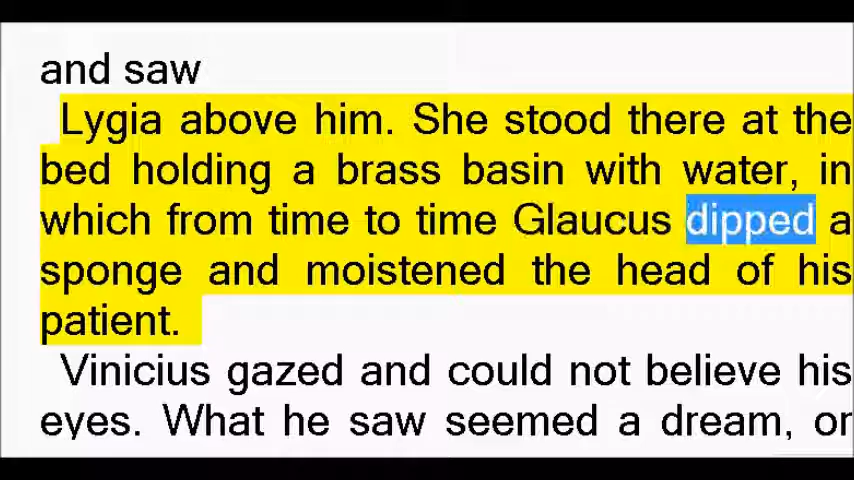 and saw
Lygia above him. She stood there at the
bed holding a brass basin with water, in
which from time to time Glaucus dipped a
sponge and moistened the head of his
patient.
Vinicius gazed and could not believe his
eyes. What he saw seemed a dream, or